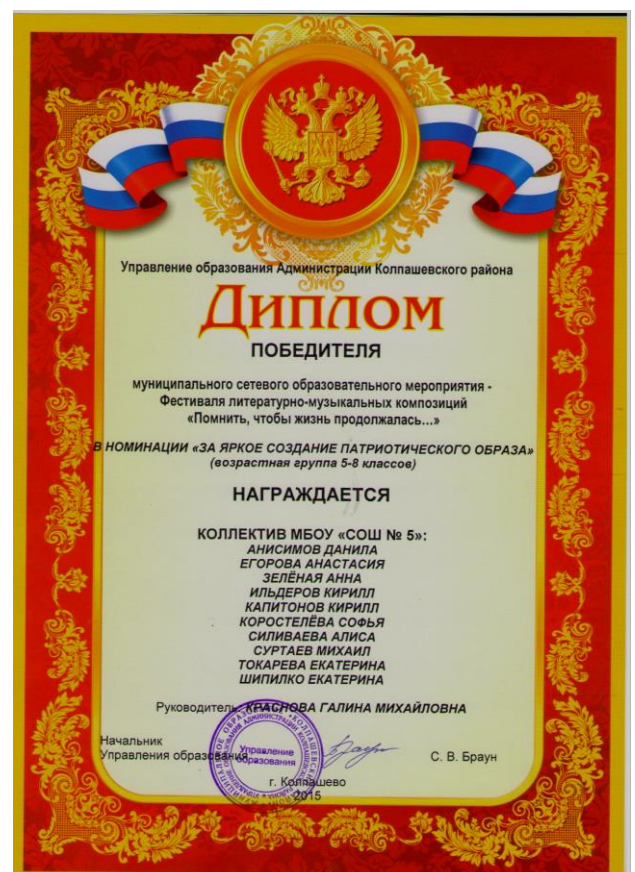 Управление образования Администрации Колпашевского района
Диплом
ПОБЕДИТЕЛЯ
муниципального сетевого образовательного мероприятия -
Фестиваля литературно-музыкальных композиций
«Помнить, чтобы жизнь продолжалась...»
В НОМИНАЦИИ «ЗА ЯРКОЕ СОЗДАНИЕ ПАТРИОТИЧЕСКОГО ОБРАЗА»
(возрастная группа 5-8 классов)
НАГРАЖДАЕТСЯ
КОЛЛЕКТИВ МБОУ «СОШ № 5»:
АНИСИМОВ ДАНИЛА
ЕГОРОВА АНАСТАСИЯ
ЗЕЛЁНАЯ АННА
ИЛЬДЕРОВ КИРИЛЛ
КАПИТОНОВ КИРИЛЛ
КОРОСТЕЛЁВА СОФЬЯ
СИЛИВАЕВА АЛИСА
СУРТАЕВ МИХАИЛ
ТОКАРЕВА ЕКАТЕРИНА
ШИПИЛКО ЕКАТЕРИНА
Руководитель: КРАСНОВА ГАЛИНА МИХАЙЛОВНА
Начальник
Управления образования
С. В. Браун
Управление
образования
г. Колпашево
2015